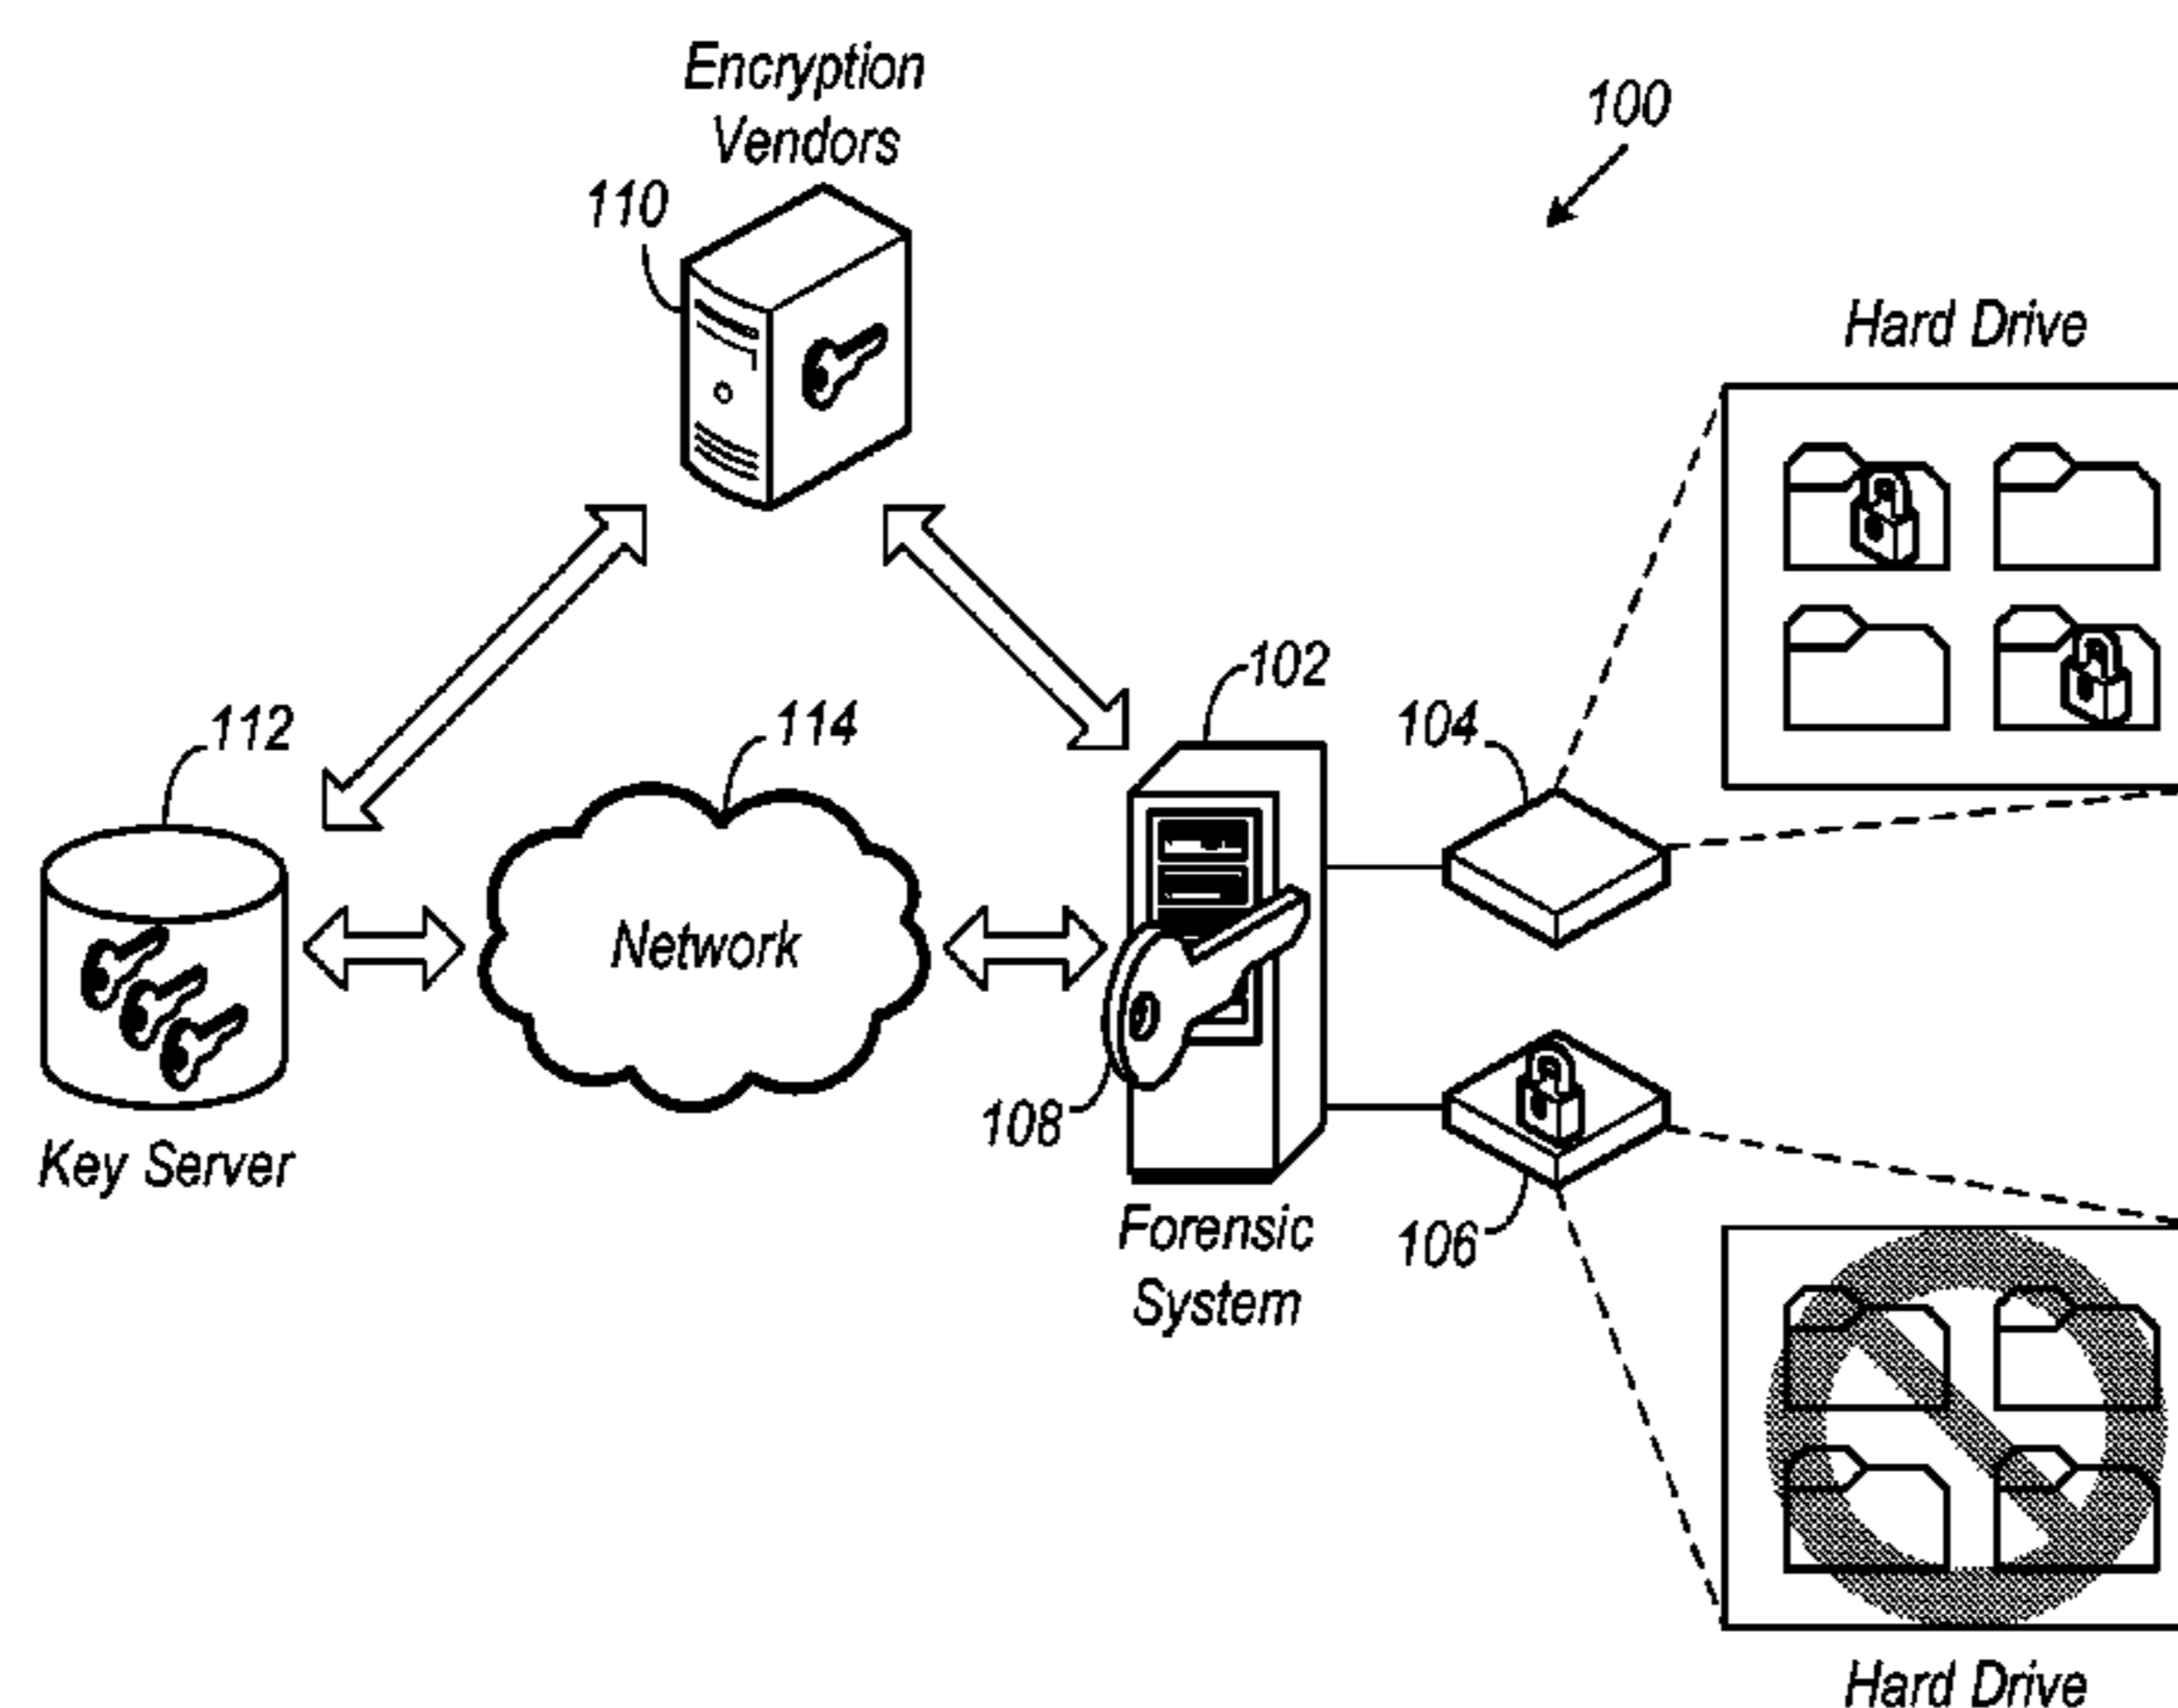 Encryption
Vendors
110
100
Hard Drive
102
104
112
114
Network
108
Key Server
Forensic
System
106
Hard Drive